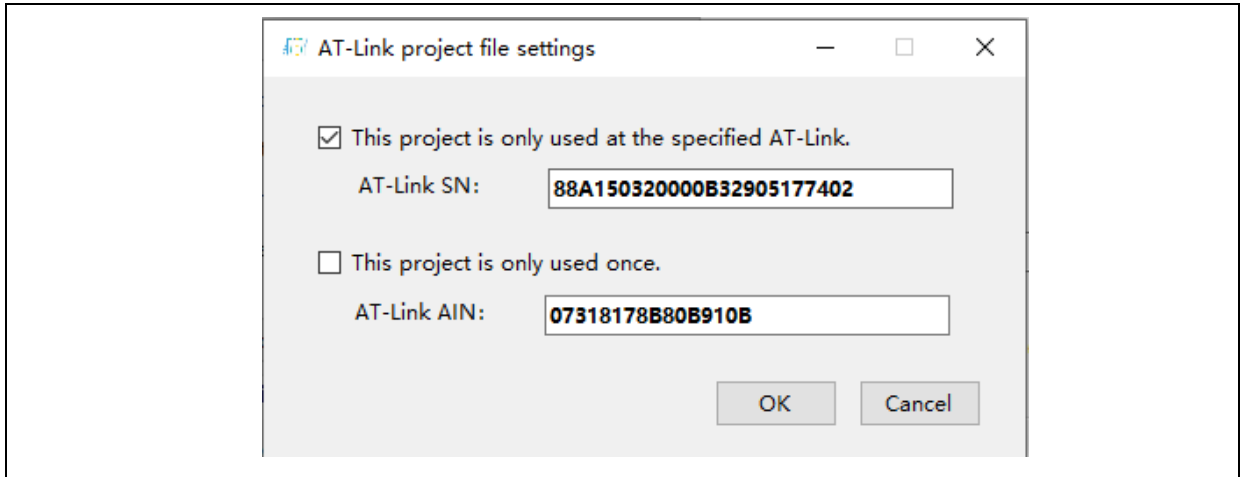 AT-Link project file settings
This project is only used at the specified AT-Link.
AT-Link SN: 88A150320000B32905177402
This project is only used once.
AT-Link AIN: 07318178B80B910B
OK Cancel